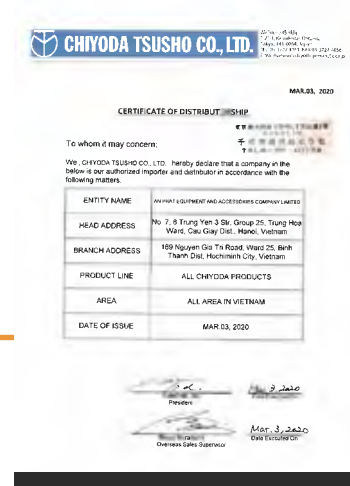 CHIYODA TSUSHO CO., LTD.
MAR.03, 2020
CERTIFICATE OF DISTRIBUT SHIP
To whom it may concern;
We , CHIYODA TSUSHO CO., LTD. hereby declare that a company in the
below is our authorized importer and distributor in accordance with the
following matters.
ENTITY NAME
AN PHAT EQUIPMENT AND ACCESSORIES COMPANY LIMITED
HEAD ADDRESS
No. 7, 6 Trung Yen 3 Str, Group 25, Trung Hoa
Ward, Cau Giay Dist., Hanoi, Vietnam
BRANCH ADDRESS
169 Nguyen Gia Tri Road, Ward 25, Binh
Thanh Dist, Hochiminh City, Vietnam
PRODUCT LINE
ALL CHIYODA PRODUCTS
AREA
ALL AREA IN VIETNAM
DATE OF ISSUE
MAR.03, 2020
3, 2020
President
Mar. 3, 2020
Overseas Sales Supervisor
Date Executed On